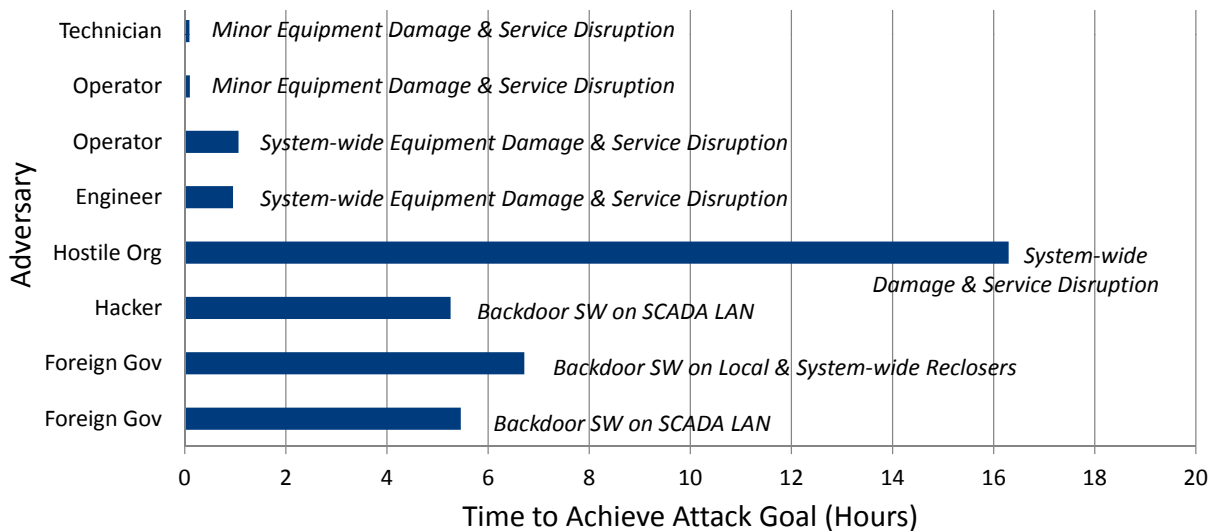 Technician Minor Equipment Damage & Service Disruption
Operator Minor Equipment Damage & Service Disruption
Operator System-wide Equipment Damage & Service Disruption
Engineer System-wide Equipment Damage & Service Disruption
Hostile Org System-wide
Damage & Service Disruption
Hacker Backdoor SW on SCADA LAN
Foreign Gov Backdoor SW on Local & System-wide Reclosers
Foreign Gov Backdoor SW on SCADA LAN
Adversary
0 2 4 6 8 10 12 14 16 18 20
Time to Achieve Attack Goal (Hours)